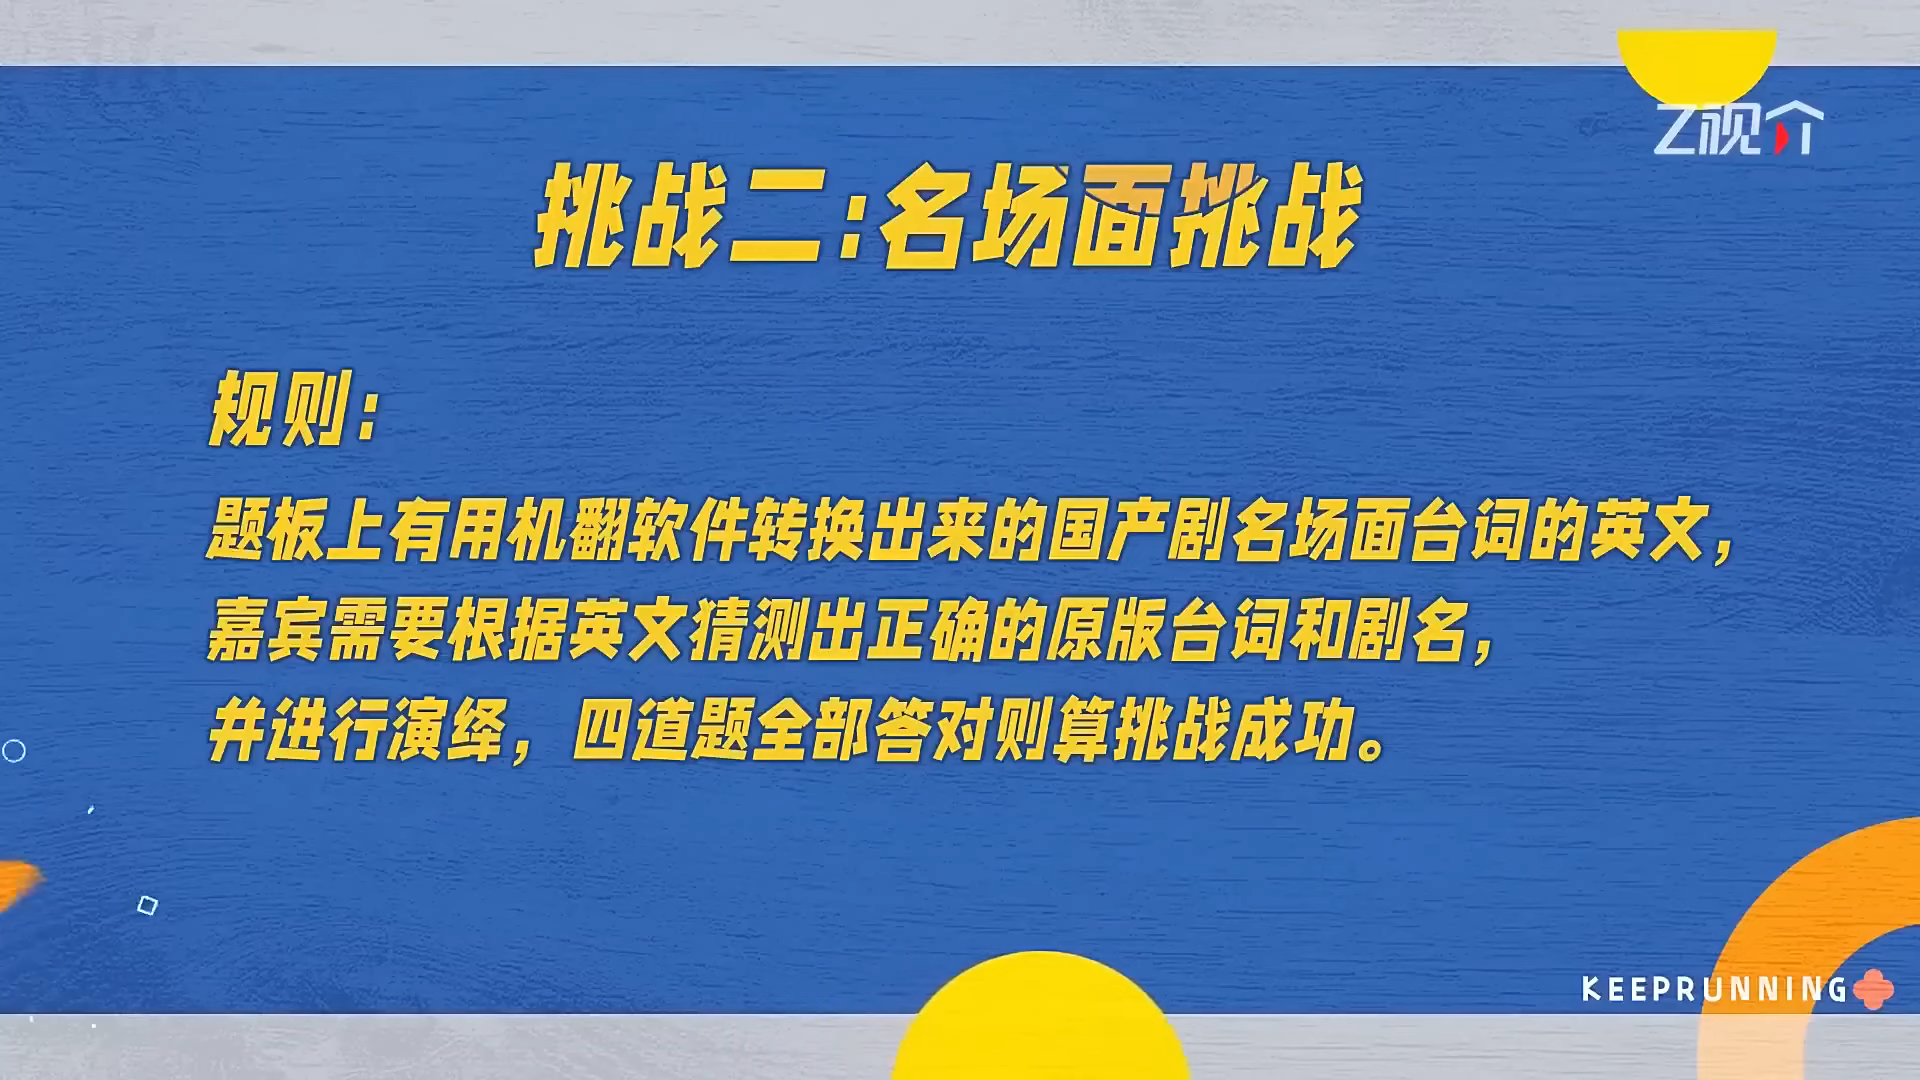 Z视介
挑战二:名场面挑战
规则:
题板上有用机翻软件转换出来的国产剧名场面台词的英文,
嘉宾需要根据英文猜测出正确的原版台词和剧名,
并进行演绎,四道题全部答对则算挑战成功。
KEEPRUNNING